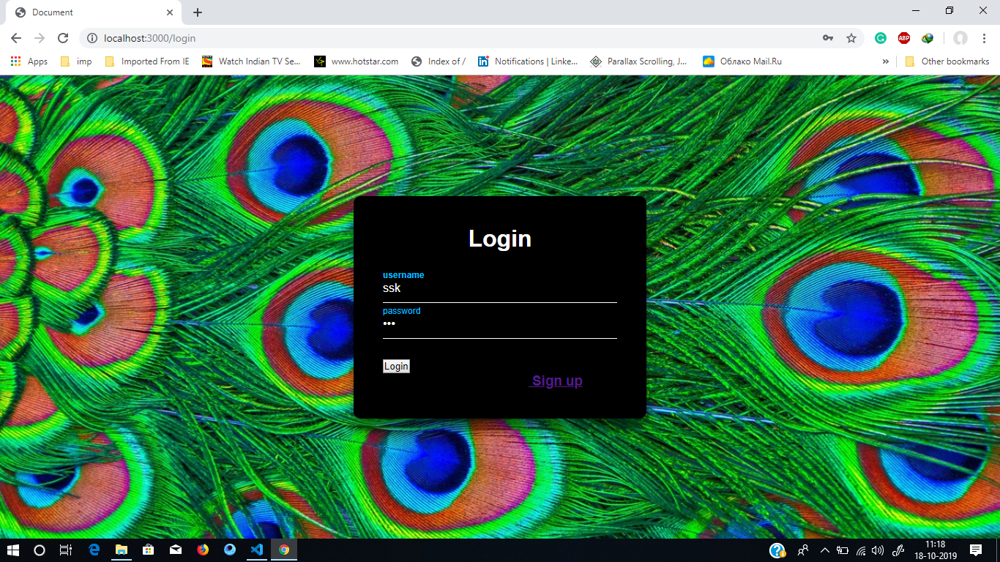 Document
localhost:3000/login
Apps imp Imported From IE Watch Indian TV Se... www.hotstar.com Index of / Notifications | Linke... Parallax Scrolling, J... Облако Mail.Ru » Other bookmarks
ABP
Login
username
ssk
password
•••
Login
Sign up
11:18
18-10-2019